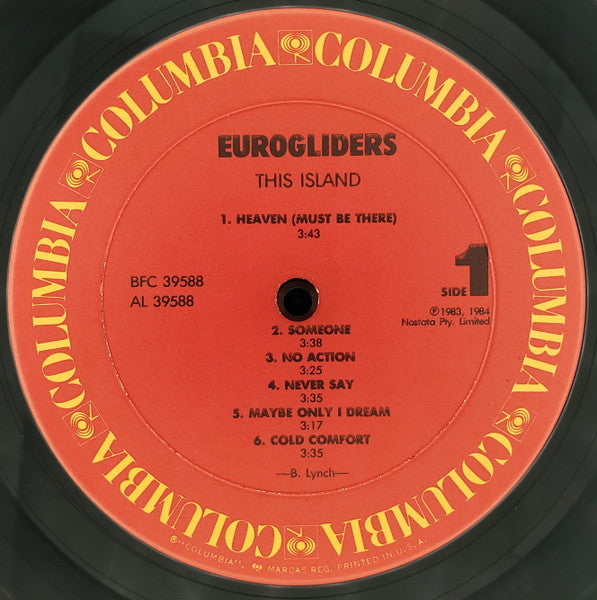 COLUMBIA COLUMBIA COLUMBIA COLUMBIA COLUMBIA COLUMBIA COLUMBIA COLUMBIA
EUROGLIDERS
THIS ISLAND
1. HEAVEN (MUST BE THERE)
3:43
BFC 39588
AL 39588
SIDE 1
℗1983, 1984
Nostata Pty. Limited
2. SOMEONE
3:38
3. NO ACTION
3:25
4. NEVER SAY
3:35
5. MAYBE ONLY I DREAM
3:17
6. COLD COMFORT
3:35
—B. Lynch—
®"COLUMBIA", MARCAS REG. PRINTED IN U.S.A.